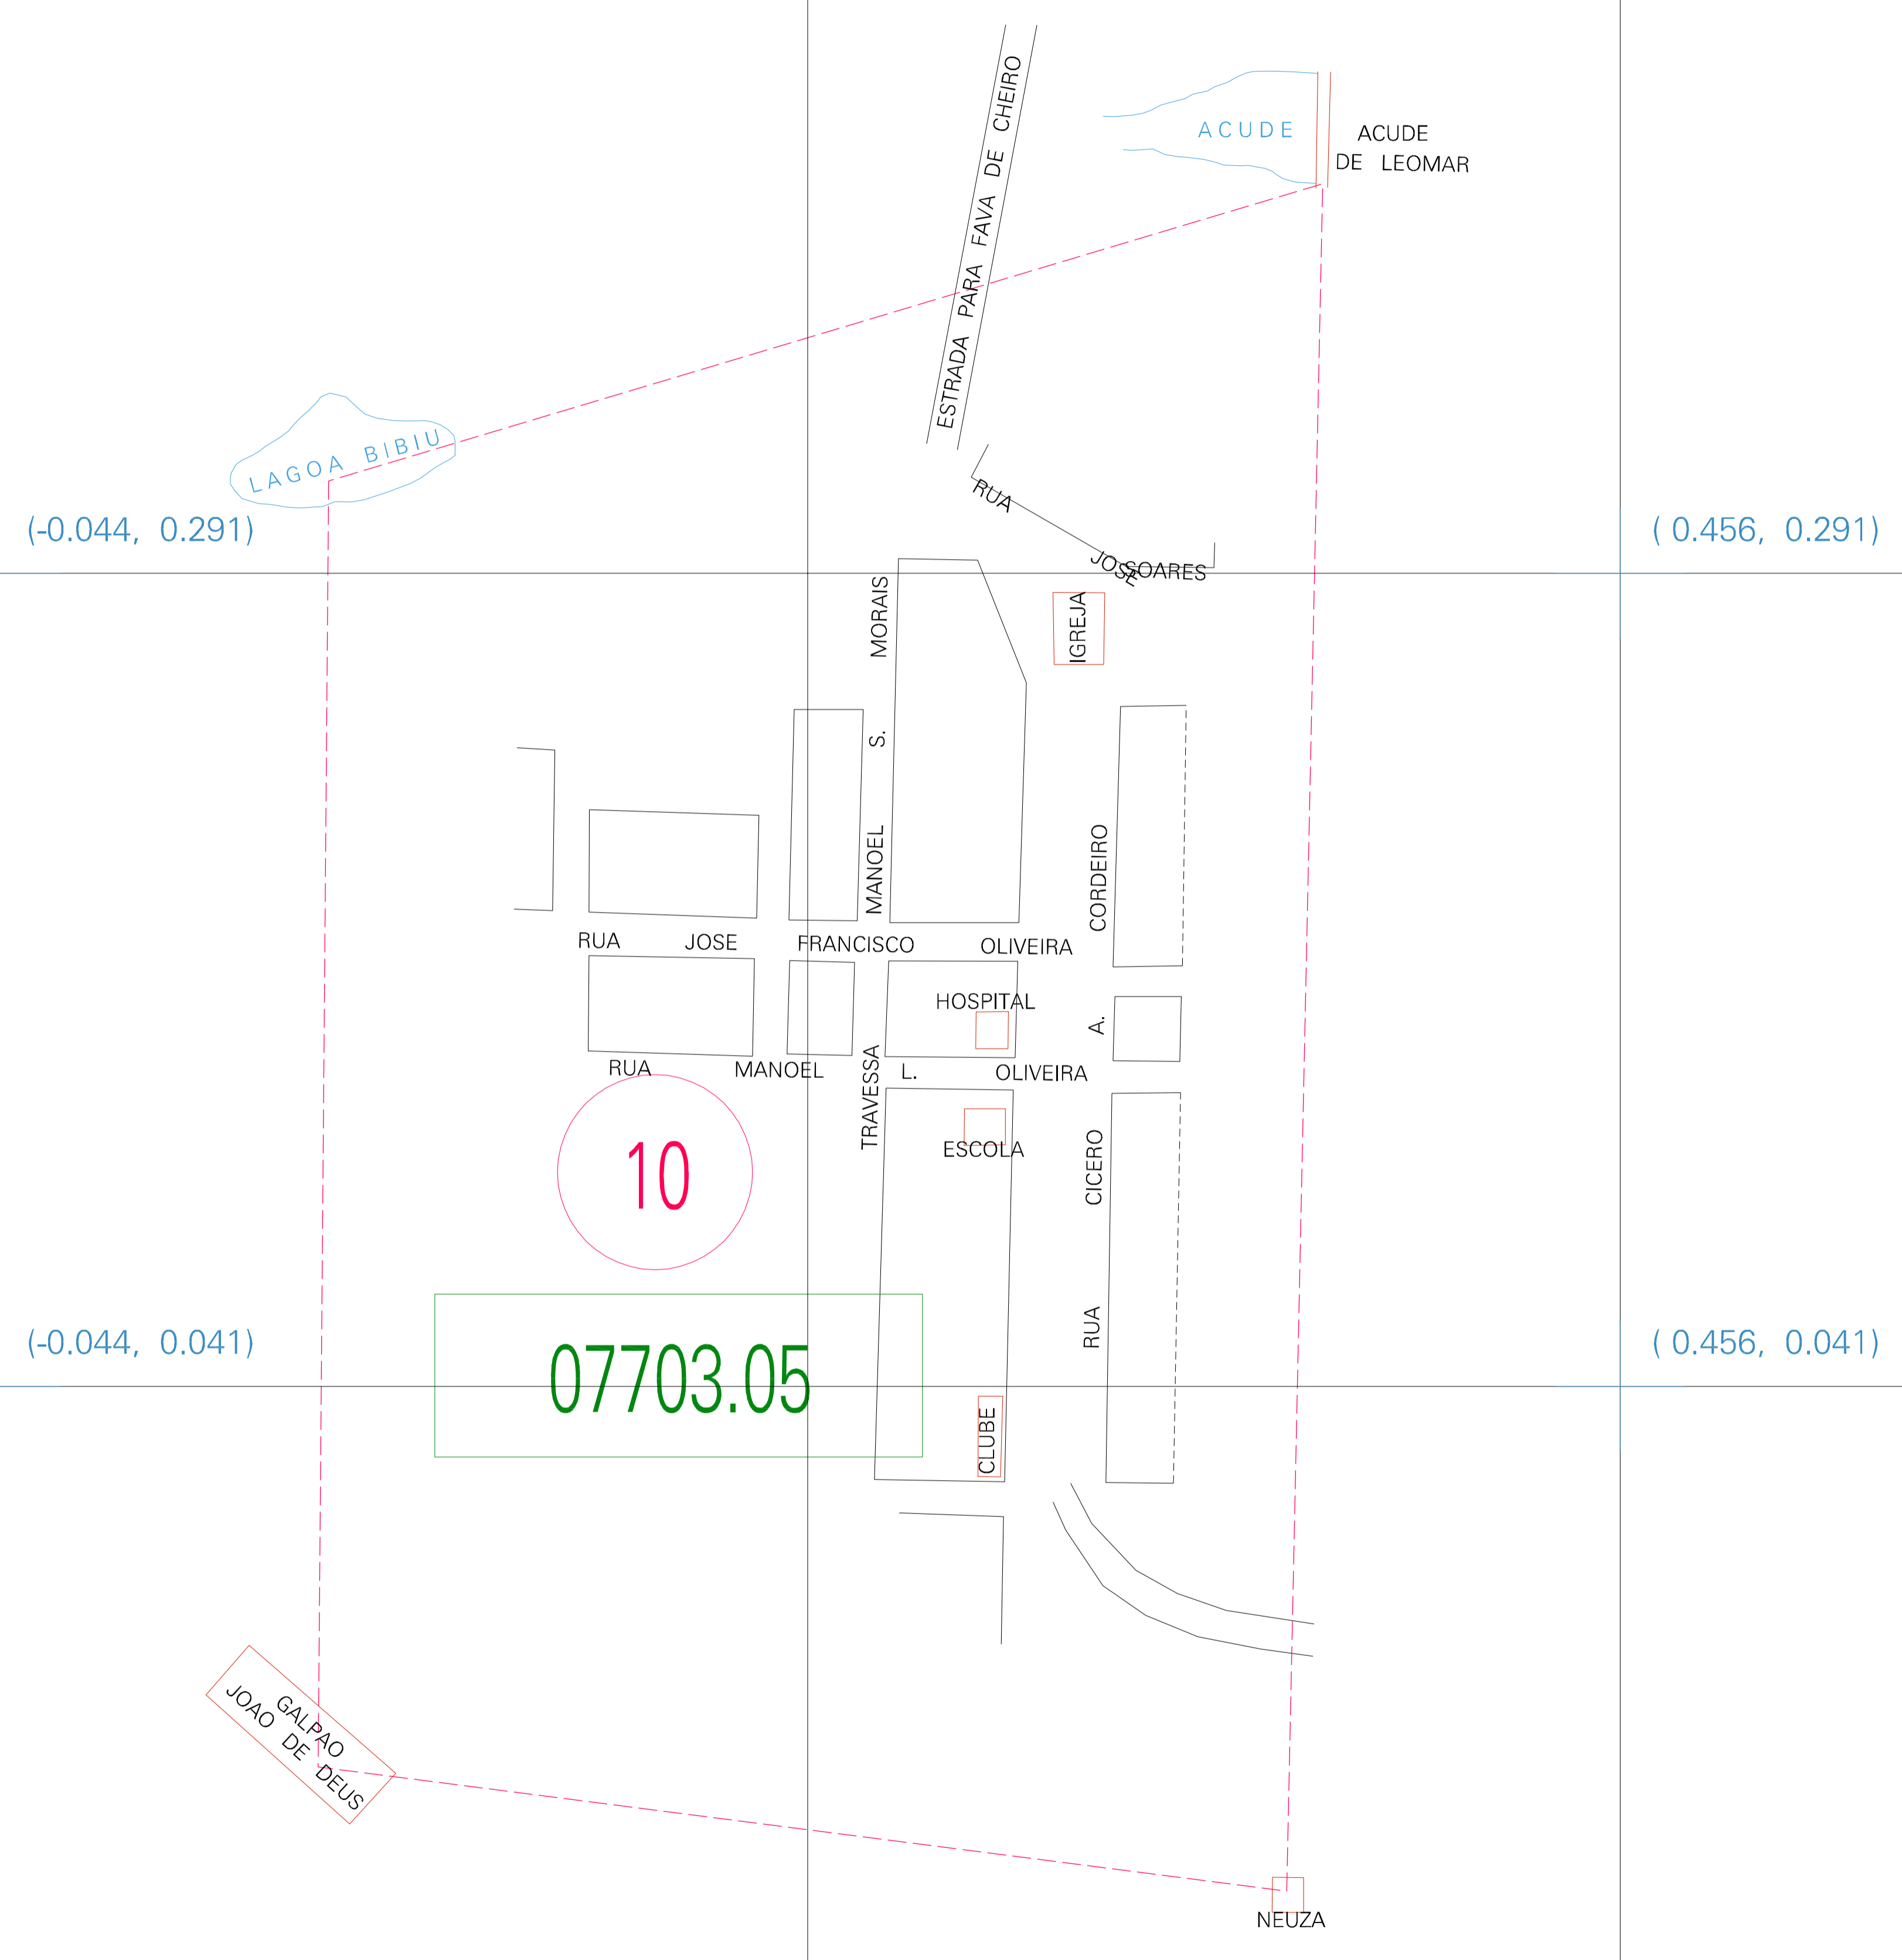 ESTRADA PARA FAVA DE CHEIRO
ACUDE
ACUDE
DE LEOMAR
LAGOA BIBIU
(-0.044, 0.291)
( 0.456, 0.291)
RUA JOSE SOARES
IGREJA
TRAVESSA MANOEL S. MORAIS
RUA CICERO A. CORDEIRO
RUA JOSE FRANCISCO OLIVEIRA
HOSPITAL
RUA MANOEL L. OLIVEIRA
ESCOLA
10
(-0.044, 0.041)
( 0.456, 0.041)
07703.05
CLUBE
GALPAO
JOAO DE DEUS
NEUZA